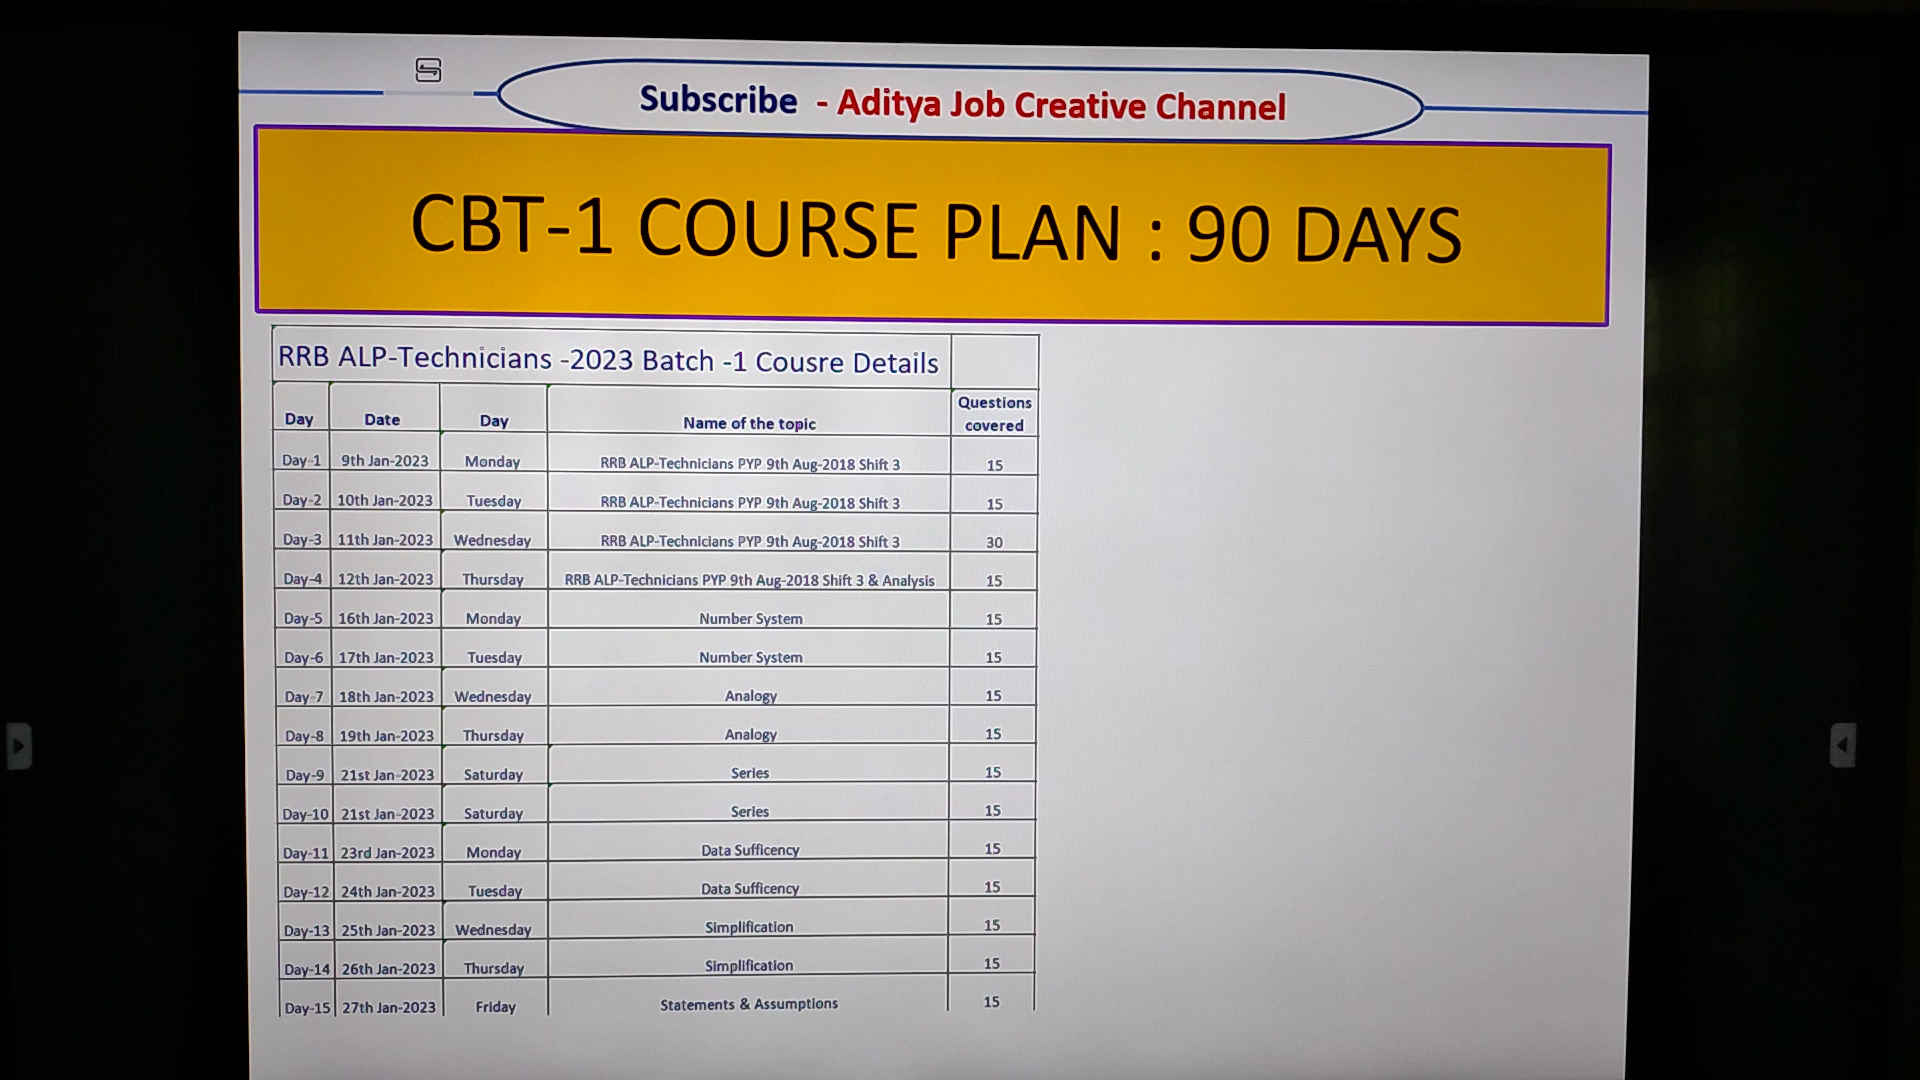 Subscribe - Aditya Job Creative Channel
CBT-1 COURSE PLAN : 90 DAYS
RRB ALP-Technicians -2023 Batch -1 Cousre Details
Day Date Day Name of the topic Questions covered
Day-1 9th Jan-2023 Monday RRB ALP-Technicians PYP 9th Aug-2018 Shift 3 15
Day-2 10th Jan-2023 Tuesday RRB ALP-Technicians PYP 9th Aug-2018 Shift 3 15
Day-3 11th Jan-2023 Wednesday RRB ALP-Technicians PYP 9th Aug-2018 Shift 3 30
Day-4 12th Jan-2023 Thursday RRB ALP-Technicians PYP 9th Aug-2018 Shift 3 & Analysis 15
Day-5 16th Jan-2023 Monday Number System 15
Day-6 17th Jan-2023 Tuesday Number System 15
Day-7 18th Jan-2023 Wednesday Analogy 15
Day-8 19th Jan-2023 Thursday Analogy 15
Day-9 21st Jan-2023 Saturday Series 15
Day-10 21st Jan-2023 Saturday Series 15
Day-11 23rd Jan-2023 Monday Data Sufficency 15
Day-12 24th Jan-2023 Tuesday Data Sufficency 15
Day-13 25th Jan-2023 Wednesday Simplification 15
Day-14 26th Jan-2023 Thursday Simplification 15
Day-15 27th Jan-2023 Friday Statements & Assumptions 15